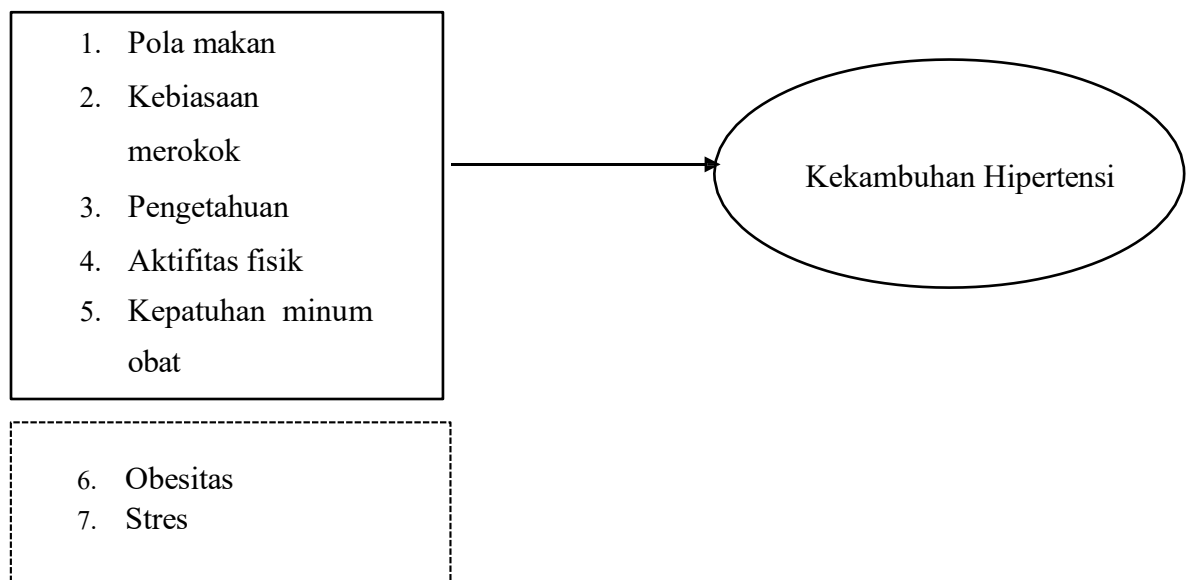 1. Pola makan
2. Kebiasaan
merokok
3. Pengetahuan
4. Aktifitas fisik
5. Kepatuhan minum
obat
Kekambuhan Hipertensi
6. Obesitas
7. Stres